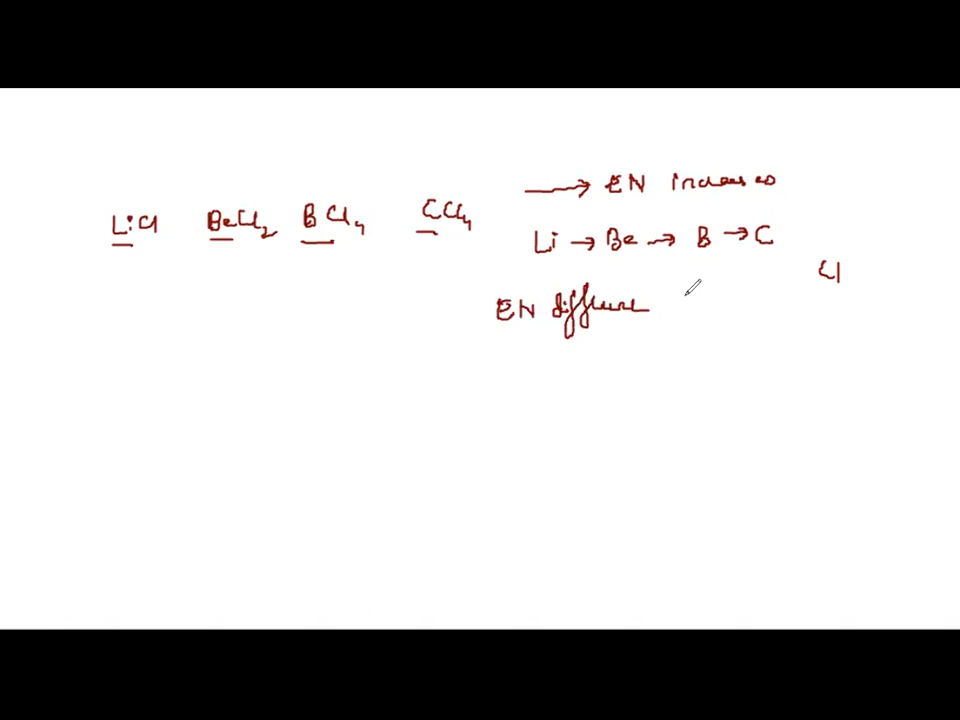 LiCl BeCl2 BCl4 CCl4
→ EN increases
Li → Be → B → C
Cl
EN difference